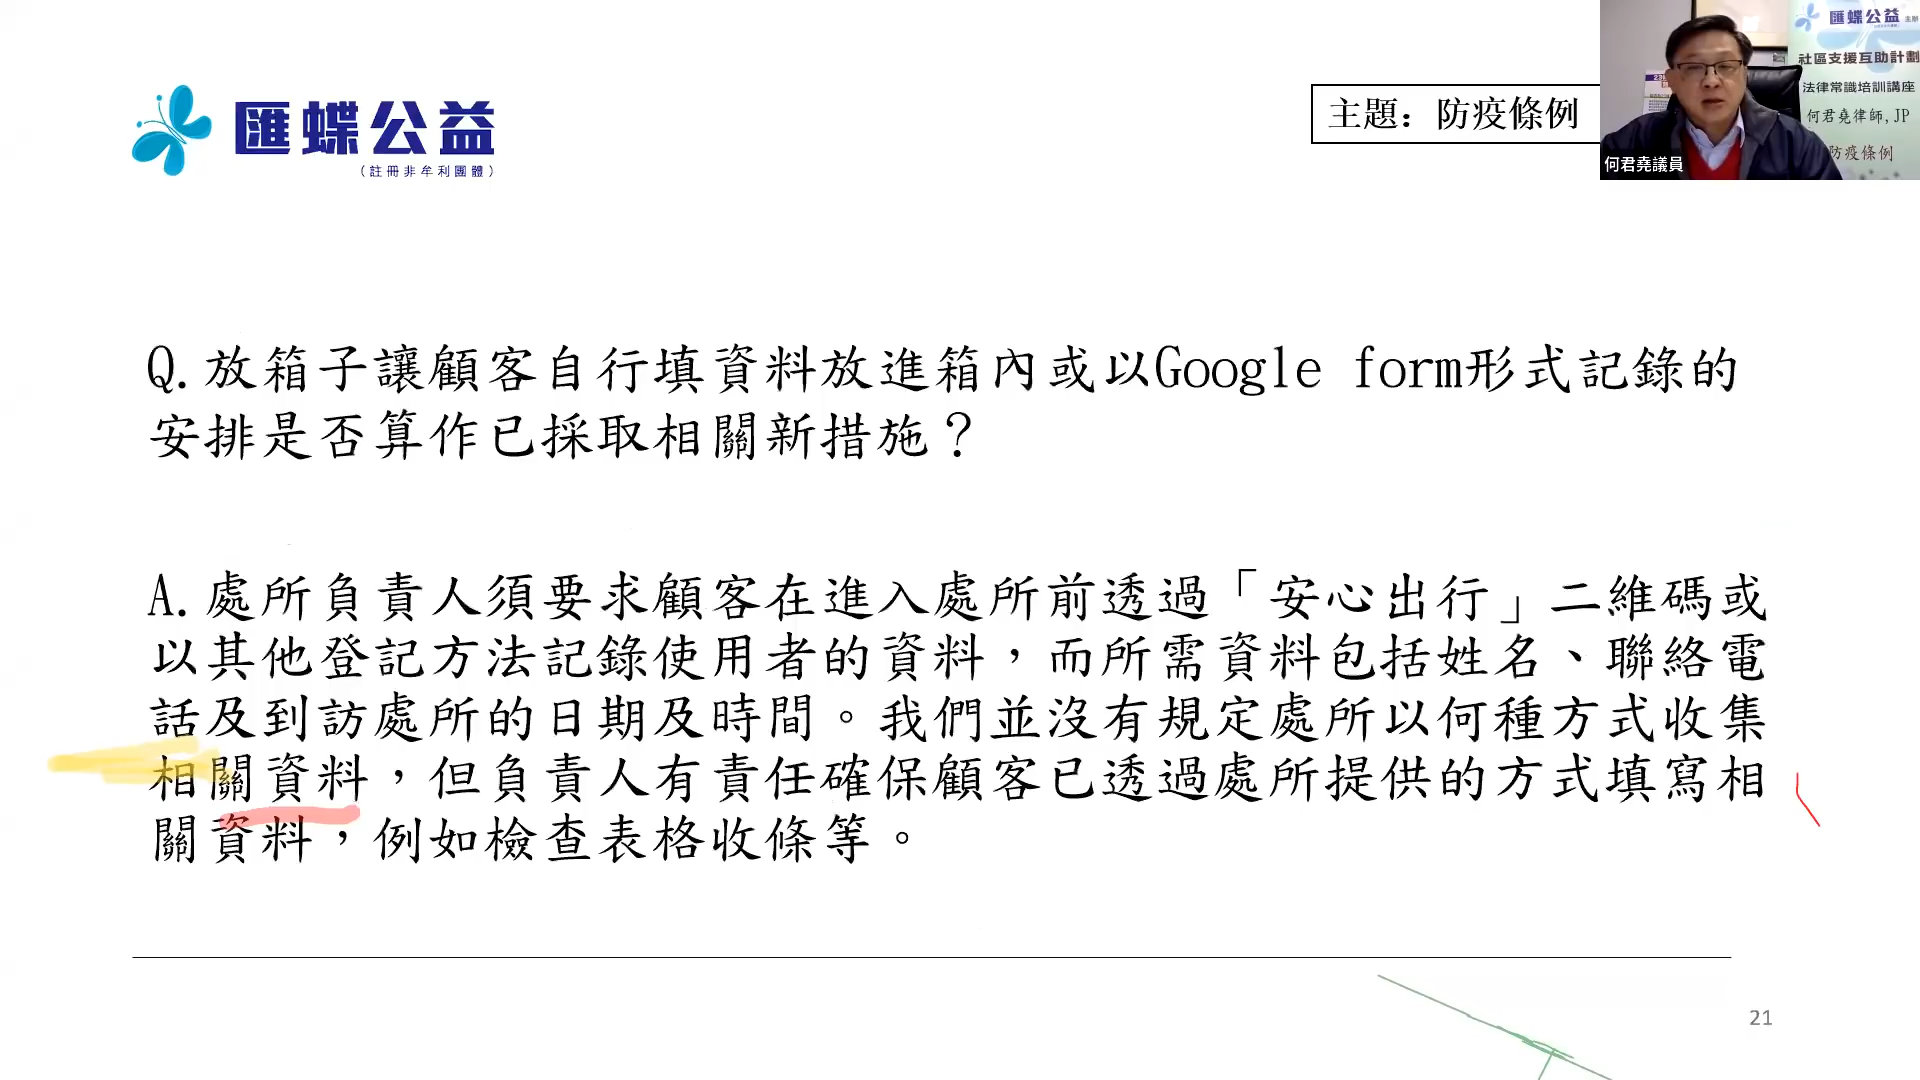 匯蝶公益
(註冊非牟利團體)
主題：防疫條例
匯蝶公益 主辦
社區支援互助計劃
法律常識培訓講座
何君堯律師,JP
防疫條例
何君堯議員
Q.放箱子讓顧客自行填資料放進箱內或以Google form形式記錄的
安排是否算作已採取相關新措施？
A.處所負責人須要求顧客在進入處所前透過「安心出行」二維碼或
以其他登記方法記錄使用者的資料，而所需資料包括姓名、聯絡電
話及到訪處所的日期及時間。我們並沒有規定處所以何種方式收集
相關資料，但負責人有責任確保顧客已透過處所提供的方式填寫相
關資料，例如檢查表格收條等。
21